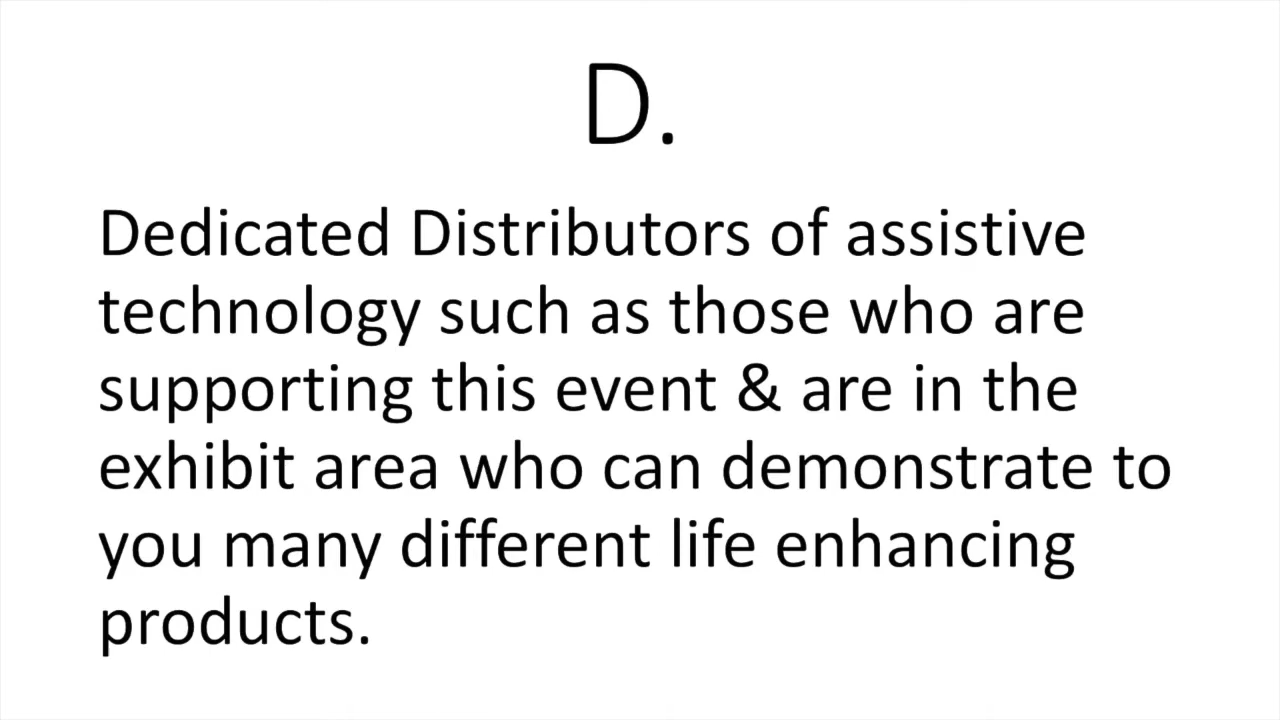 D.
Dedicated Distributors of assistive
technology such as those who are
supporting this event & are in the
exhibit area who can demonstrate to
you many different life enhancing
products.